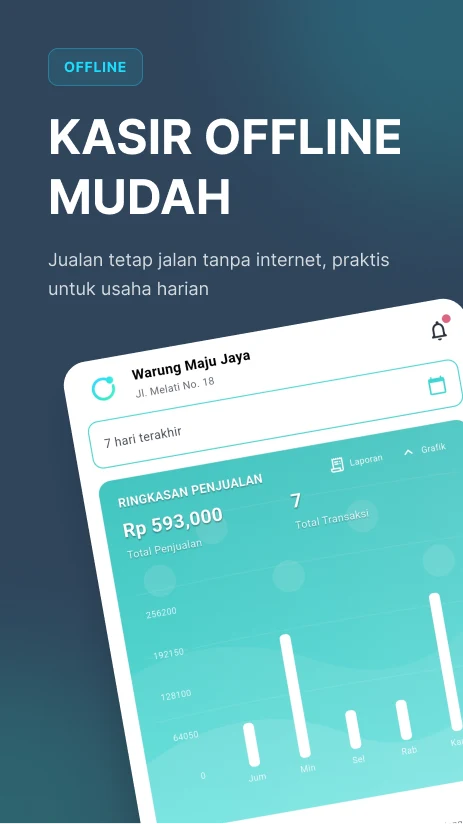 OFFLINE
KASIR OFFLINE
MUDAH
Jualan tetap jalan tanpa internet, praktis
untuk usaha harian
Warung Maju Jaya
Jl. Melati No. 18
7 hari terakhir
RINGKASAN PENJUALAN
Laporan
Grafik
Rp 593,000
7
Total Penjualan
Total Transaksi
256200
192150
128100
64050
0
Jum
Min
Sel
Rab